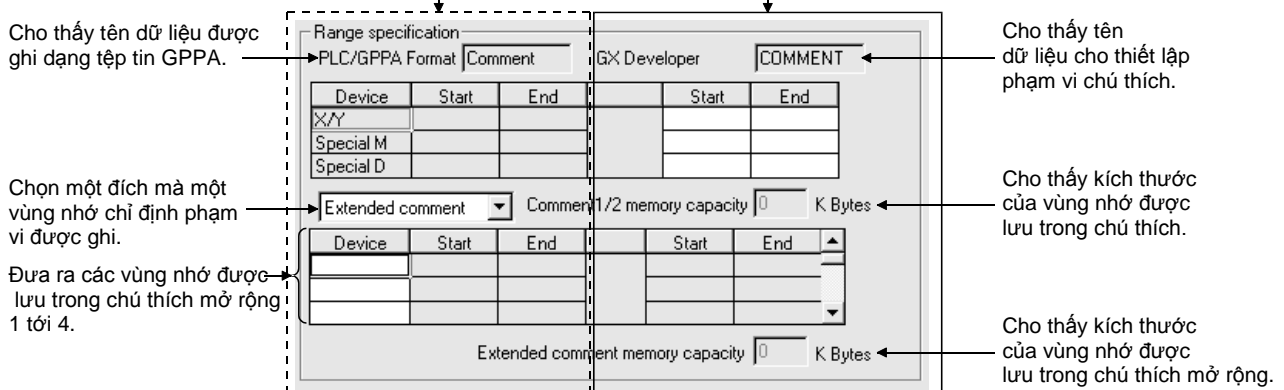 Cho thấy tên dữ liệu được
ghi dạng tệp tin GPPA.
Chọn một đích mà một
vùng nhớ chỉ định phạm
vi được ghi.
Đưa ra các vùng nhớ được
lưu trong chú thích mở rộng
1 tới 4.
Range specification
PLC/GPPA Format Comment GX Developer COMMENT
Device Start End Start End
X/Y
Special M
Special D
Extended comment Comment 1/2 memory capacity 0 K Bytes
Device Start End Start End
Extended comment memory capacity 0 K Bytes
Cho thấy tên
dữ liệu cho thiết lập
phạm vi chú thích.
Cho thấy kích thước
của vùng nhớ được
lưu trong chú thích.
Cho thấy kích thước
của vùng nhớ được
lưu trong chú thích mở rộng.